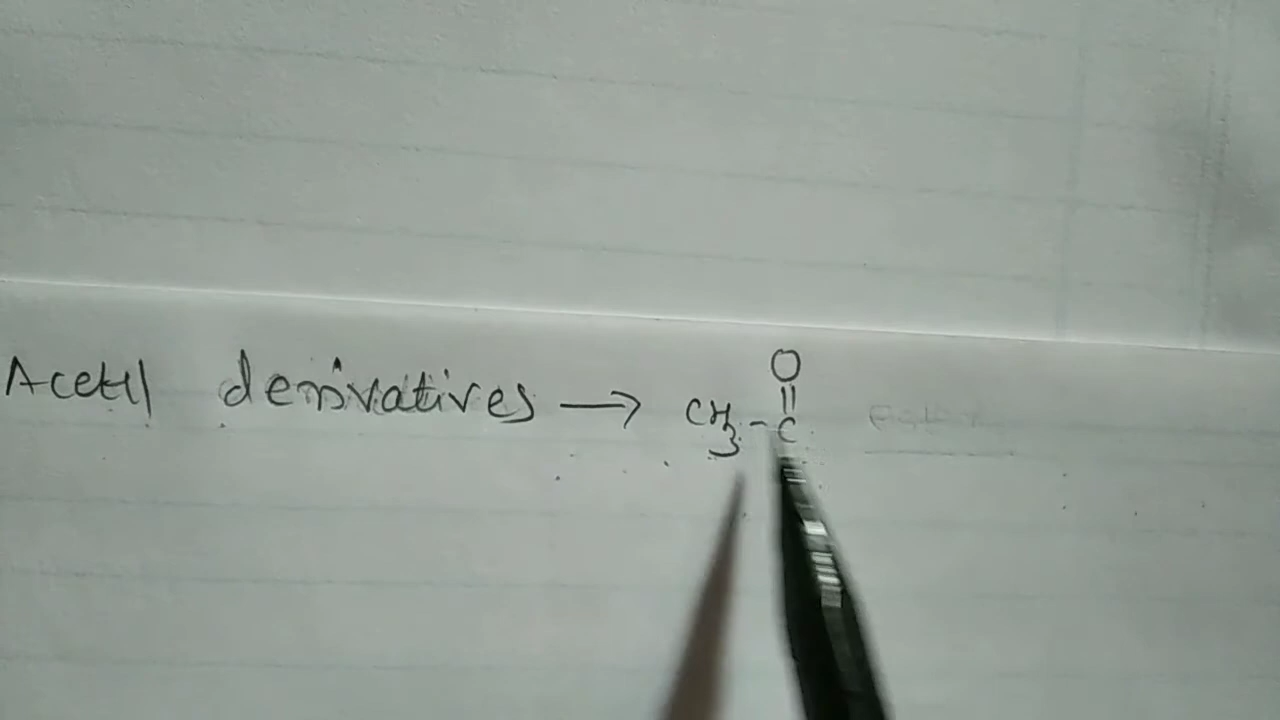 O
Acetyl derivatives → CH3-C